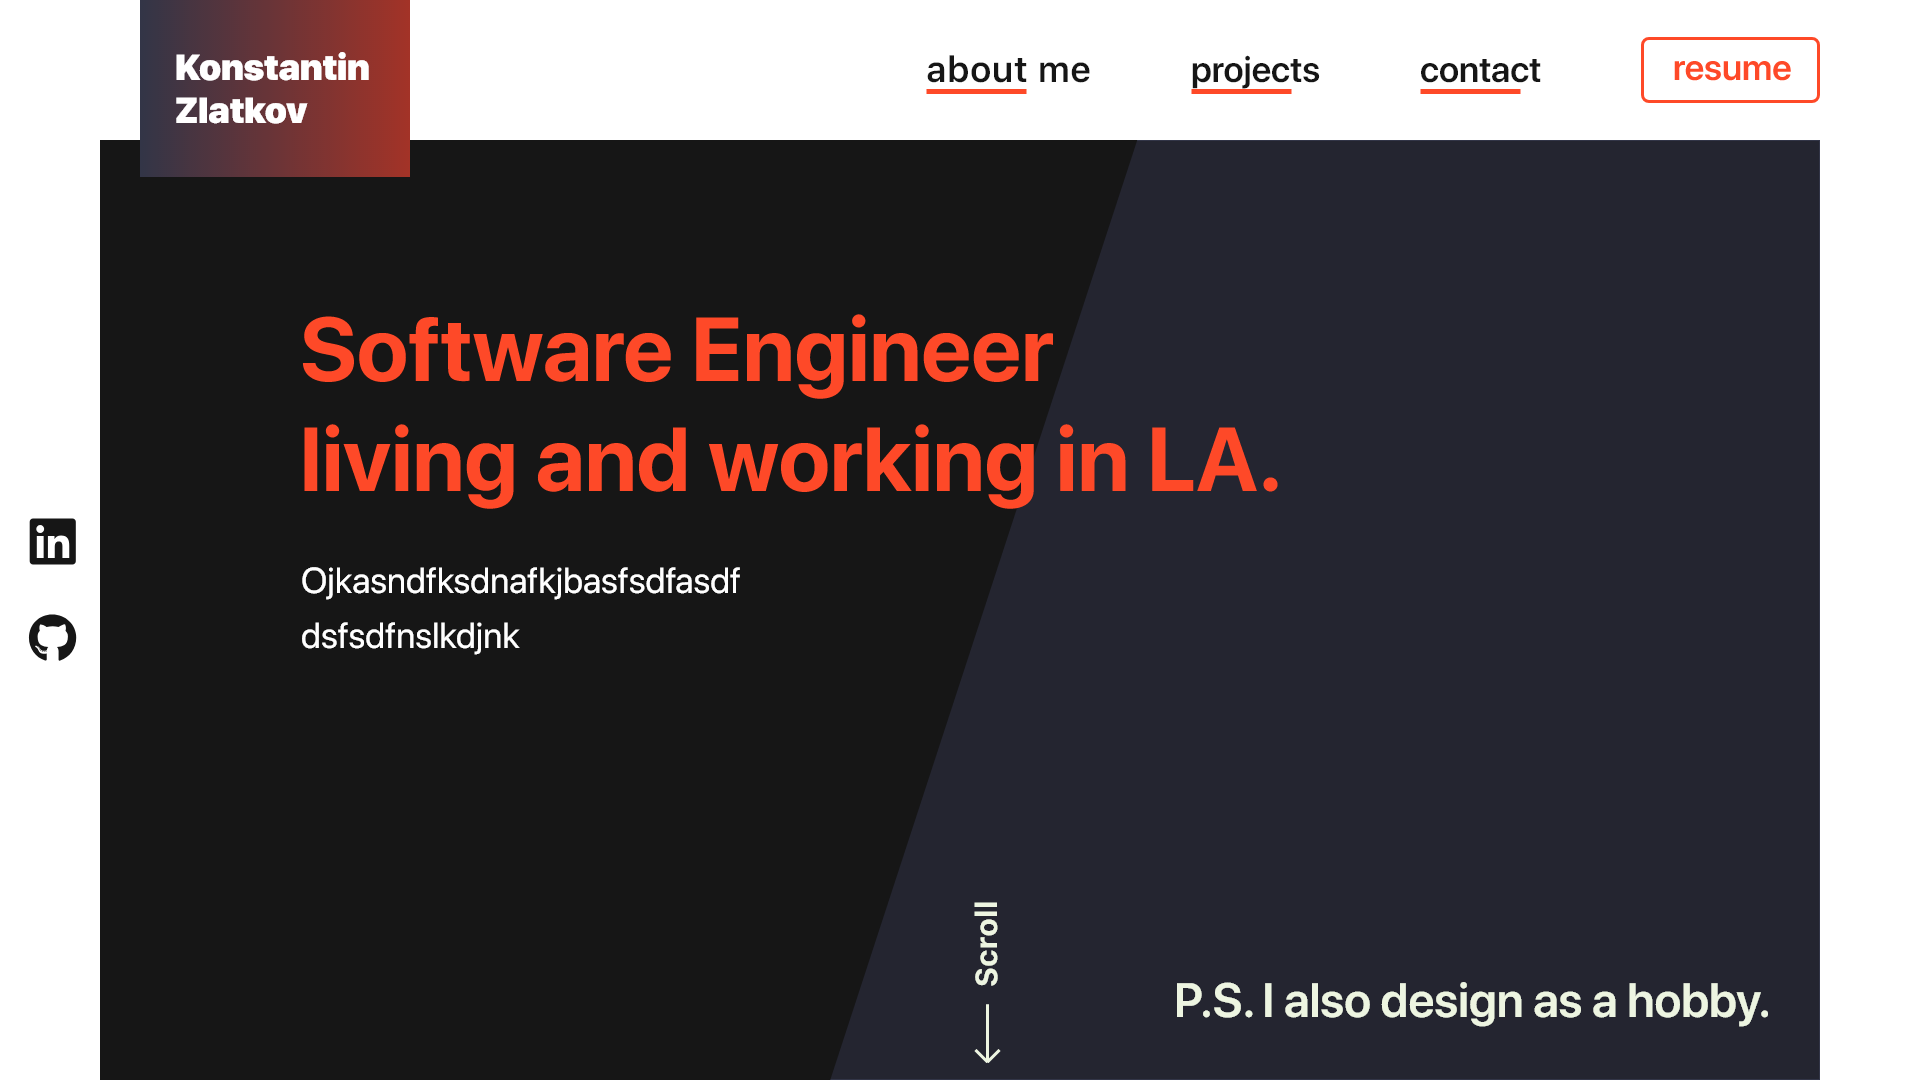 Konstantin
Zlatkov
about me
projects
contact
resume
Software Engineer
living and working in LA.
in
Ojkasndfksdnafkjbasfsdfasdf
dsfsdfnslkdjnk
Scroll
P.S. I also design as a hobby.